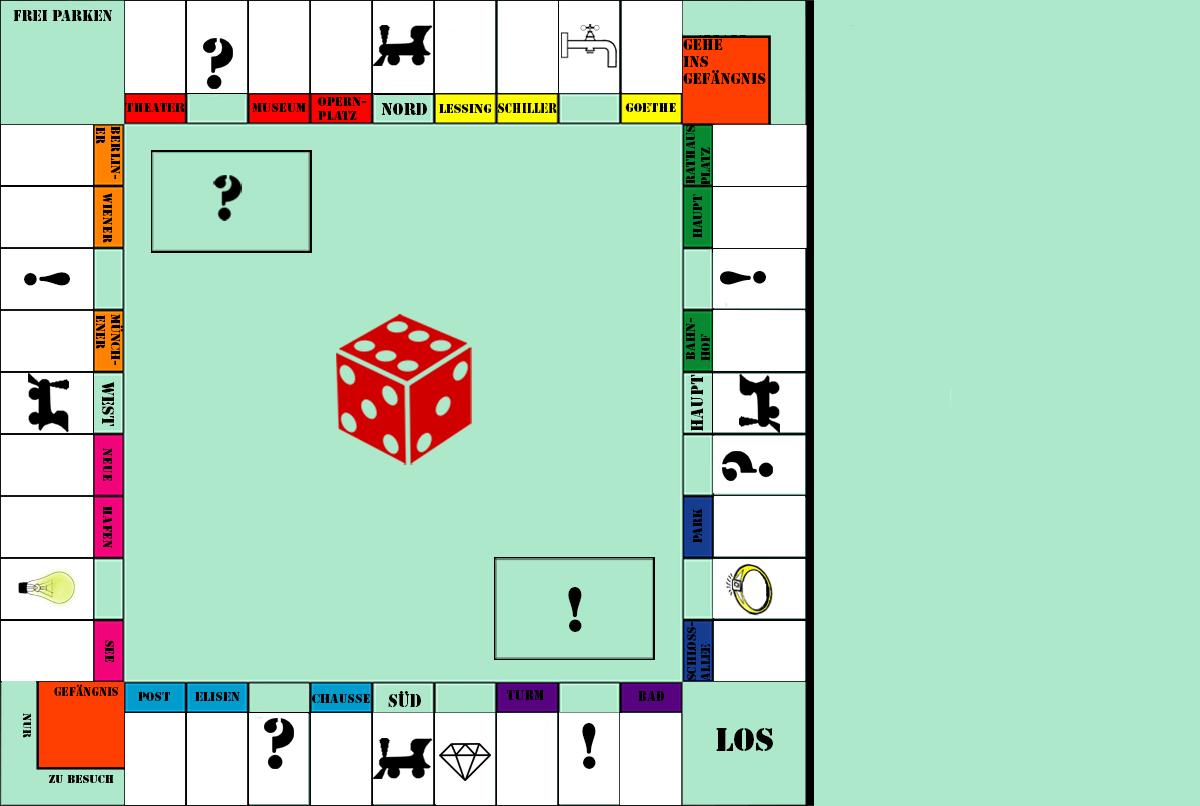 FREI PARKEN
?
GEHE
INS
GEFÄNGNIS
THEATER
MUSEUM
OPERN-
PLATZ
NORD
LESSING
SCHILLER
GOETHE
BERLIN-
ER
WIENER
!
MÜNCH-
ENER
WEST
NEUE
HAFEN
SEE
?
!
RATHAUS
PLATZ
HAUPT
!
BAHN-
HOF
HAUPT
?
PARK
SCHLOSS-
ALLEE
GEFÄNGNIS
NUR
ZU BESUCH
POST
ELISEN
?
CHAUSSE
SÜD
TURM
!
BAD
LOS